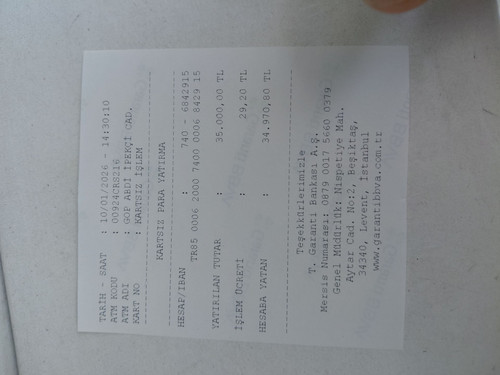 TARİH - SAAT : 10/01/2026 - 14:30:10
ATM KODU : 00924CRS216
ATM ADI : GOP ABDİ İPEKÇİ CAD.
KART NO : KARTSIZ İŞLEM
KARTSIZ PARA YATIRMA
HESAP/IBAN : 740 - 6842915
TR85 0006 2000 7400 0006 8429 15
YATIRILAN TUTAR : 35.000,00 TL
İŞLEM ÜCRETİ : 29,20 TL
HESABA YATAN : 34.970,80 TL
Teşekkürlerimizle
T. Garanti Bankası A.Ş.
Mersis Numarası: 0879 0017 5660 0379
Genel Müdürlük: Nispetiye Mah.
Aytar Cad. No:2, Beşiktaş,
34340, Levent, İstanbul
www.garantibbva.com.tr